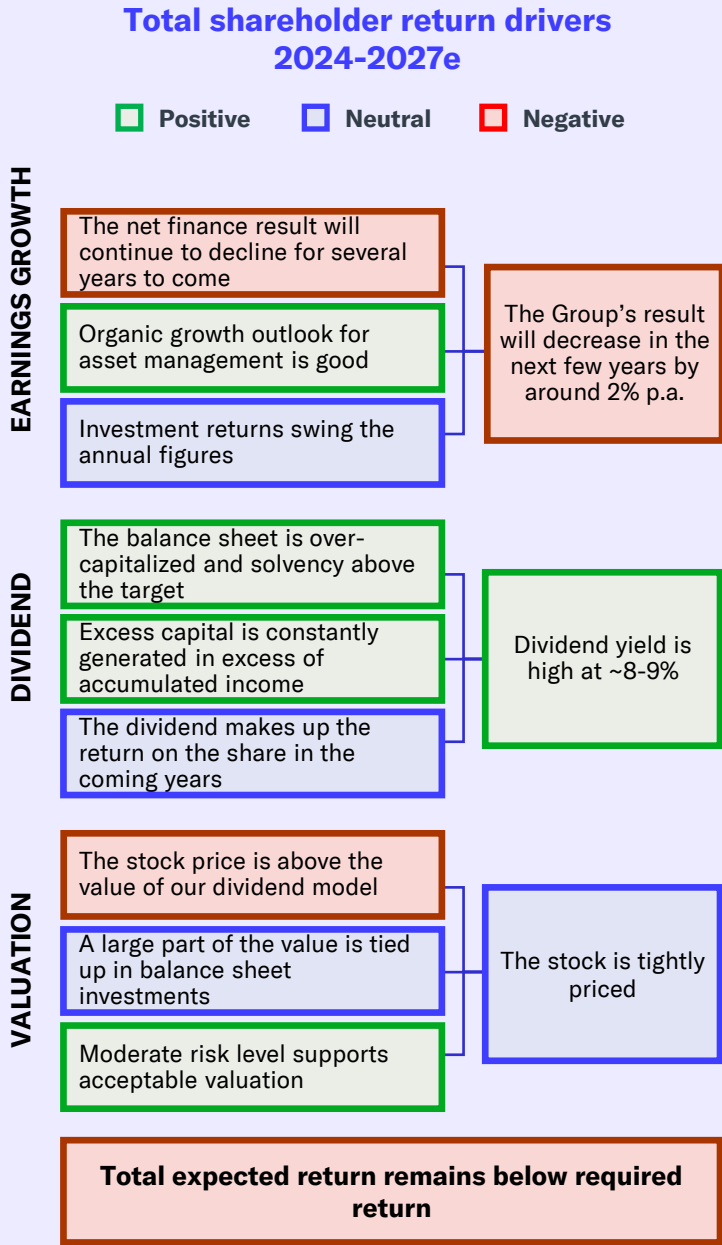 Total shareholder return drivers
2024-2027e
Positive
Neutral
Negative
EARNINGS GROWTH
The net finance result will
continue to decline for several
years to come
Organic growth outlook for
asset management is good
Investment returns swing the
annual figures
The Group's result
will decrease in the
next few years by
around 2% p.a.
DIVIDEND
The balance sheet is over-
capitalized and solvency above
the target
Excess capital is constantly
generated in excess of
accumulated income
The dividend makes up the
return on the share in the
coming years
Dividend yield is
high at ~8-9%
VALUATION
The stock price is above the
value of our dividend model
A large part of the value is tied
up in balance sheet
investments
Moderate risk level supports
acceptable valuation
The stock is tightly
priced
Total expected return remains below required
return